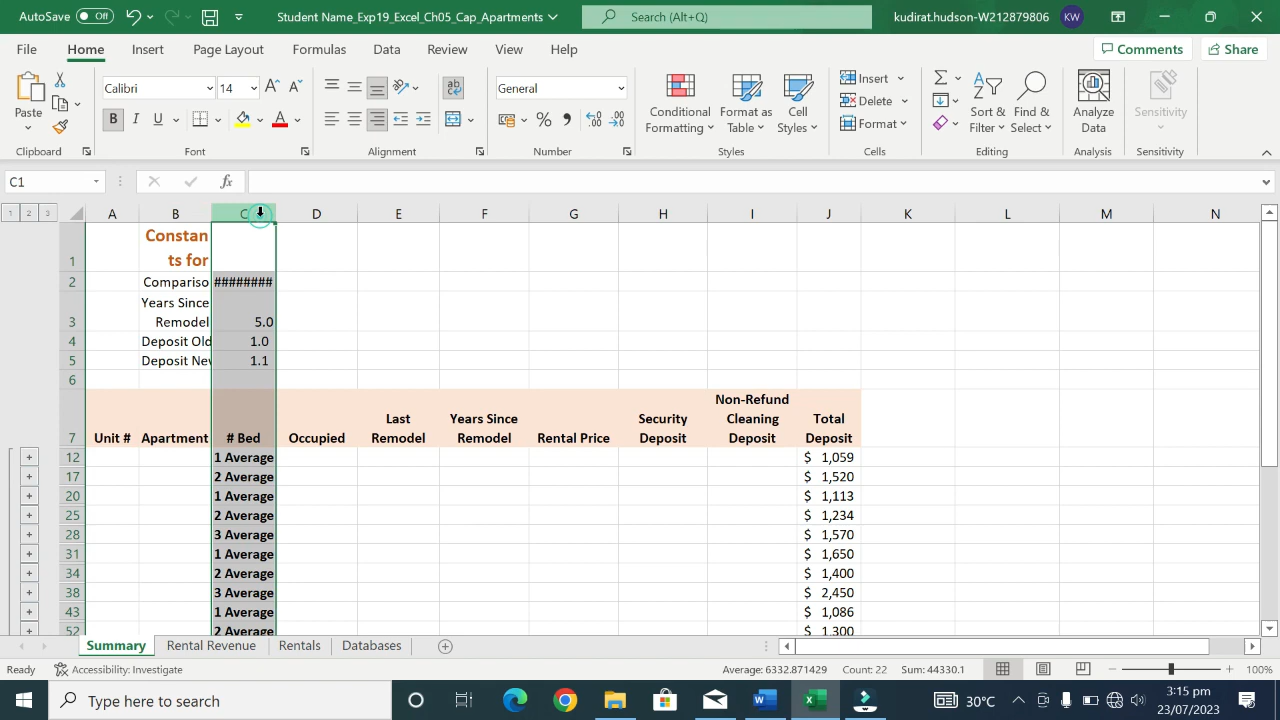 AutoSave Off Student Name_Exp19_Excel_Ch05_Cap_Apartments Search (Alt+Q) kudirat.hudson-W212879806 KW
File Home Insert Page Layout Formulas Data Review View Help Comments Share
Paste
Clipboard
Calibri 14
B I U
Font
ab
Alignment
General
% 9
Number
Conditional Formatting
Format as Table
Cell Styles
Styles
Insert
Delete
Format
Cells
Sort & Filter
Find & Select
Editing
Analyze Data
Analysis
Sensitivity
Sensitivity
C1 fx
1 2 3 A B C D E F G H I J K L M N
1 Constan
ts for
2 Compariso ########
3 Years Since
Remodel 5.0
4 Deposit Old 1.0
5 Deposit Nev 1.1
6
7 Unit # Apartment # Bed Occupied Last Remodel Years Since Remodel Rental Price Security Deposit Non-Refund Cleaning Deposit Total Deposit
12 1 Average $ 1,059
17 2 Average $ 1,520
20 1 Average $ 1,113
25 2 Average $ 1,234
28 3 Average $ 1,570
31 1 Average $ 1,650
34 2 Average $ 1,400
38 3 Average $ 2,450
43 1 Average $ 1,086
52 2 Average $ 1,300
Summary Rental Revenue Rentals Databases
Ready Accessibility: Investigate Average: 6332.871429 Count: 22 Sum: 44330.1 100%
Type here to search 30°C 3:15 pm
23/07/2023